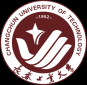 CHANGCHUN UNIVERSITY OF TECHNOLOGY
·1952·
长春工业大学